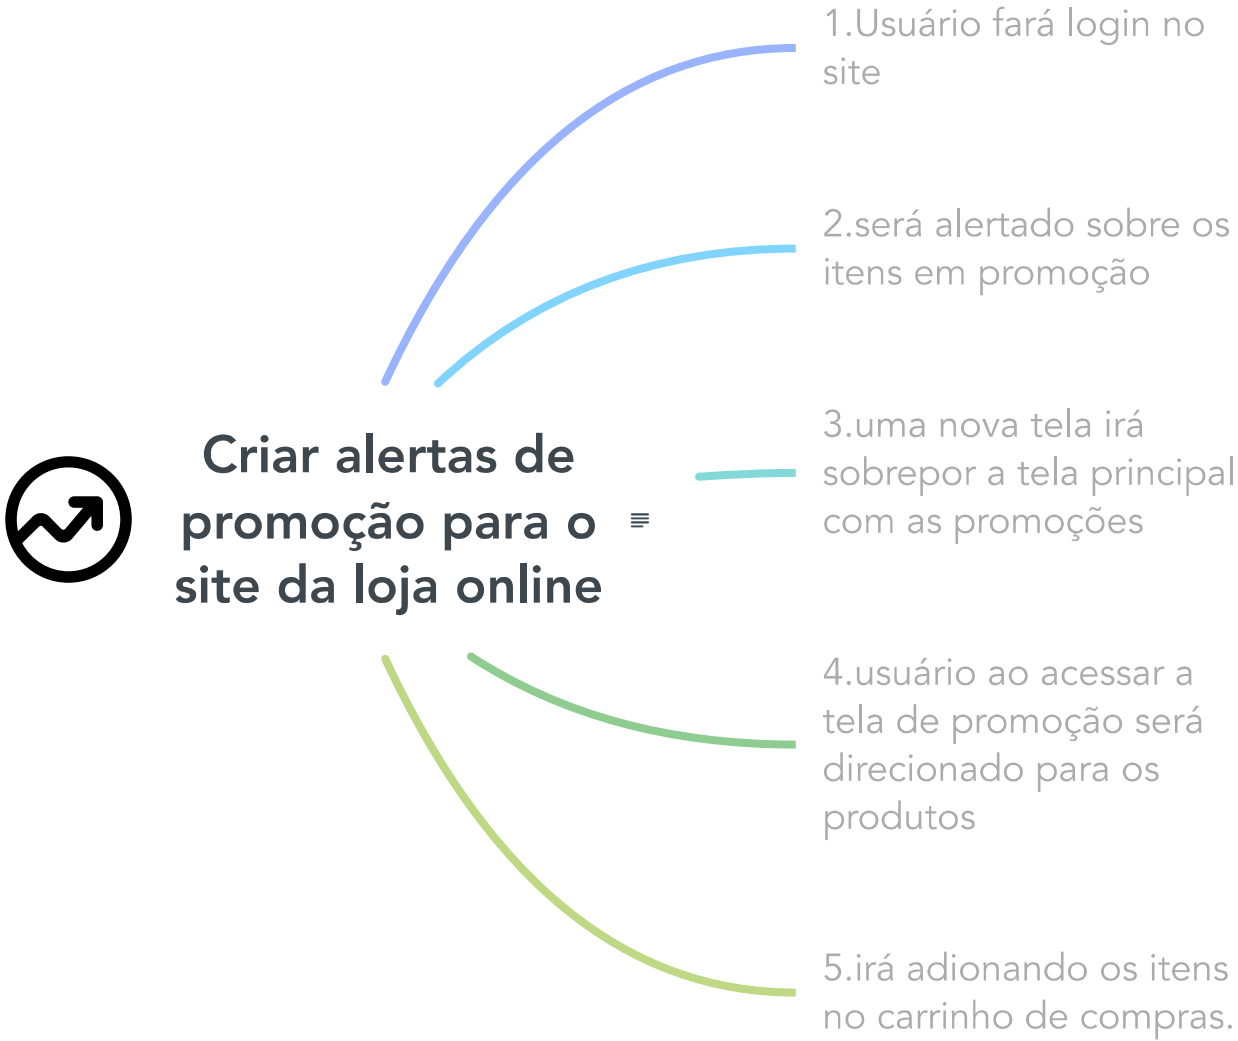 1.Usuário fará login no
site
2.será alertado sobre os
itens em promoção
3.uma nova tela irá
sobrepor a tela principal
com as promoções
Criar alertas de
promoção para o
site da loja online
4.usuário ao acessar a
tela de promoção será
direcionado para os
produtos
5.irá adionando os itens
no carrinho de compras.